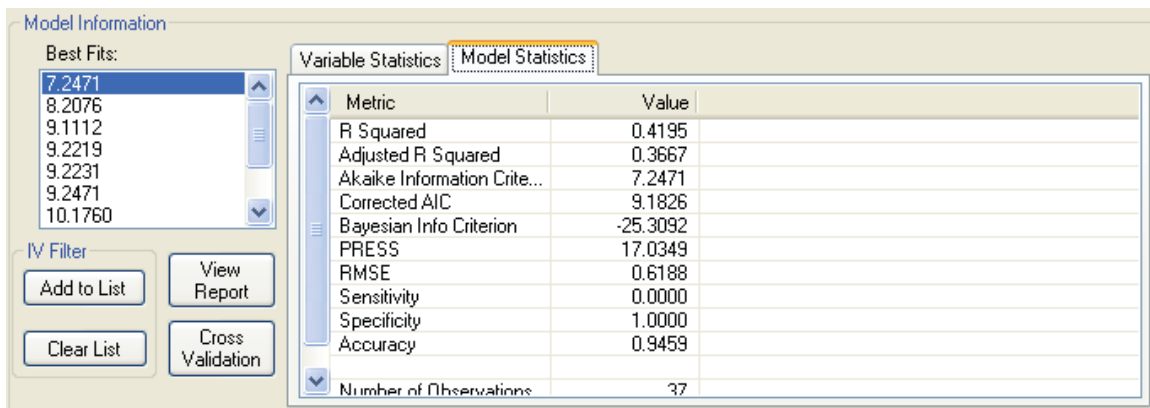 Model Information
Best Fits:
7.2471
8.2076
9.1112
9.2219
9.2231
9.2471
10.1760
IV Filter
Add to List
Clear List
View
Report
Cross
Validation
Variable Statistics Model Statistics
Metric Value
R Squared 0.4195
Adjusted R Squared 0.3667
Akaike Information Crite... 7.2471
Corrected AIC 9.1826
Bayesian Info Criterion -25.3092
PRESS 17.0349
RMSE 0.6188
Sensitivity 0.0000
Specificity 1.0000
Accuracy 0.9459
Number of Observations 37